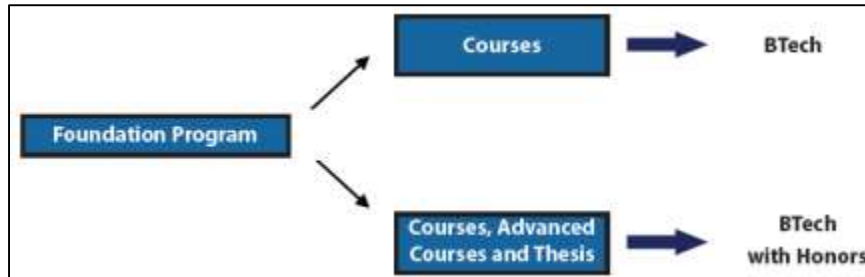 Courses
BTech
Foundation Program
Courses, Advanced
Courses and Thesis
BTech
with Honors